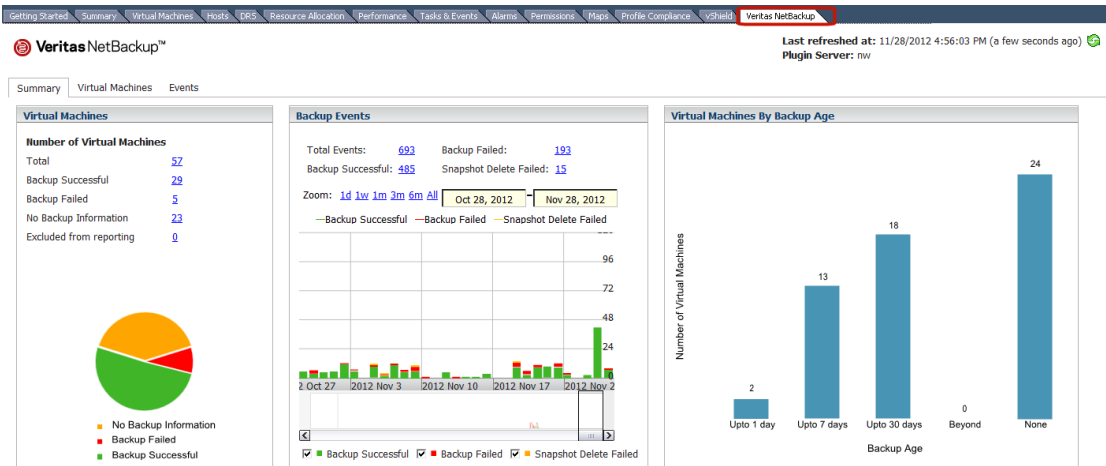 Getting Started Summary Virtual Machines Hosts DRS Resource Allocation Performance Tasks & Events Alarms Permissions Maps Profile Compliance vShield Veritas NetBackup
Veritas NetBackup™
Last refreshed at: 11/28/2012 4:56:03 PM (a few seconds ago)
Plugin Server: nw
Summary Virtual Machines Events
Virtual Machines
Number of Virtual Machines
Total 57
Backup Successful 29
Backup Failed 5
No Backup Information 23
Excluded from reporting 0
No Backup Information
Backup Failed
Backup Successful
Backup Events
Total Events: 693 Backup Failed: 193
Backup Successful: 485 Snapshot Delete Failed: 15
Zoom: 1d 1w 1m 3m 6m All Oct 28, 2012 – Nov 28, 2012
Backup Successful Backup Failed Snapshot Delete Failed
96
72
48
24
0
2 Oct 27 2012 Nov 3 2012 Nov 10 2012 Nov 17 2012 Nov 2
Backup Successful Backup Failed Snapshot Delete Failed
Virtual Machines By Backup Age
Number of Virtual Machines
24
18
13
2
0
Upto 1 day Upto 7 days Upto 30 days Beyond None
Backup Age